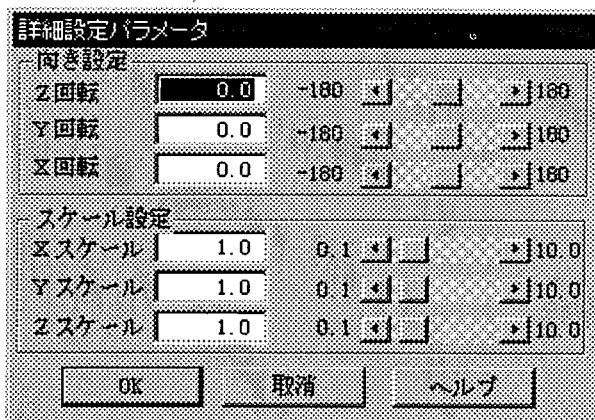 詳細設定パラメータ
向き設定
Z回転 0.0 -180 180
Y回転 0.0 -180 180
X回転 0.0 -180 180
スケール設定
Xスケール 1.0 0.1 10.0
Yスケール 1.0 0.1 10.0
Zスケール 1.0 0.1 10.0
OK 取消 ヘルプ